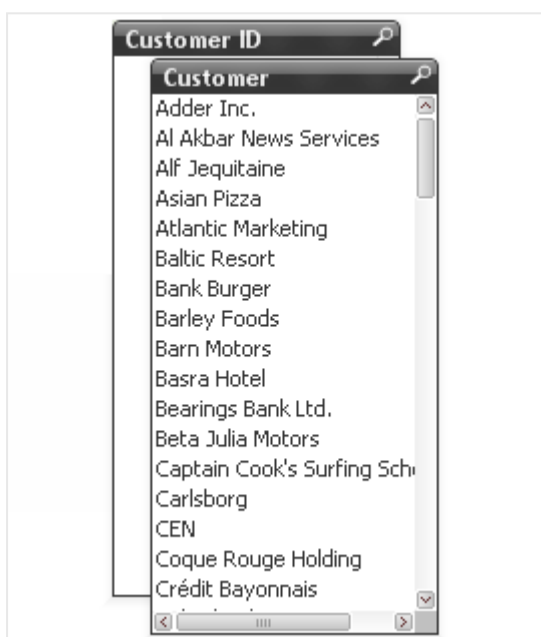 Customer ID
Customer
Adder Inc.
Al Akbar News Services
Alf Jequitaine
Asian Pizza
Atlantic Marketing
Baltic Resort
Bank Burger
Barley Foods
Barn Motors
Basra Hotel
Bearings Bank Ltd.
Beta Julia Motors
Captain Cook's Surfing
Carlsborg
CEN
Coque Rouge Holding
Crédit Bayonnais